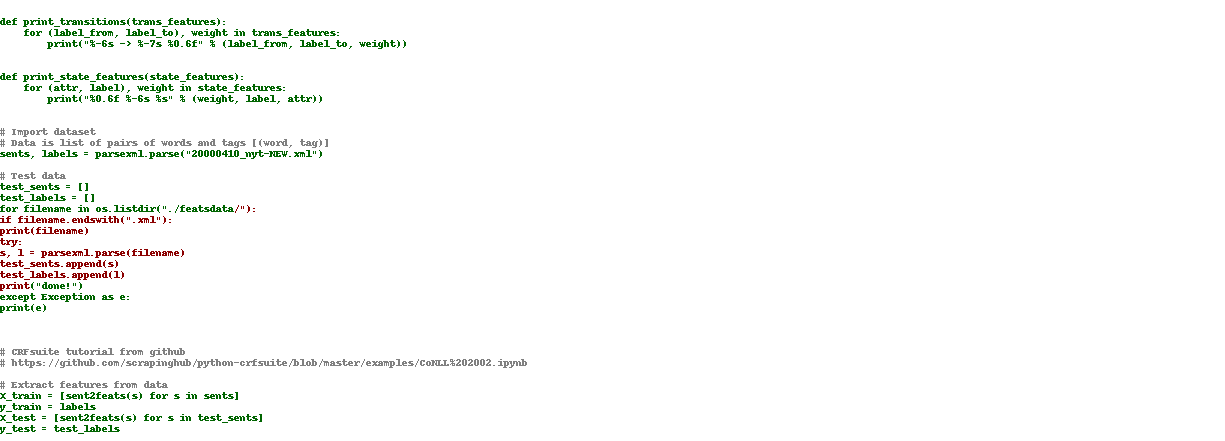 def print_transitions(trans_features):
    for (label_from, label_to), weight in trans_features:
        print("%-6s -> %-7s %0.6f" % (label_from, label_to, weight))
def print_state_features(state_features):
    for (attr, label), weight in state_features:
        print("%0.6f %-6s %s" % (weight, label, attr))
# Import dataset
# Data is list of pairs of words and tags [(word, tag)]
sents, labels = parsexml.parse("20000410_nyt-NEW.xml")
# Test data
test_sents = []
test_labels = []
for filename in os.listdir("./featsdata/"):
if filename.endswith(".xml"):
print(filename)
try:
s, l = parsexml.parse(filename)
test_sents.append(s)
test_labels.append(l)
print("done!")
except Exception as e:
print(e)
# CRFsuite tutorial from github
# https://github.com/scrapinghub/python-crfsuite/blob/master/examples/CoNLL%202002.ipynb
# Extract features from data
X_train = [sent2feats(s) for s in sents]
y_train = labels
X_test = [sent2feats(s) for s in test_sents]
y_test = test_labels